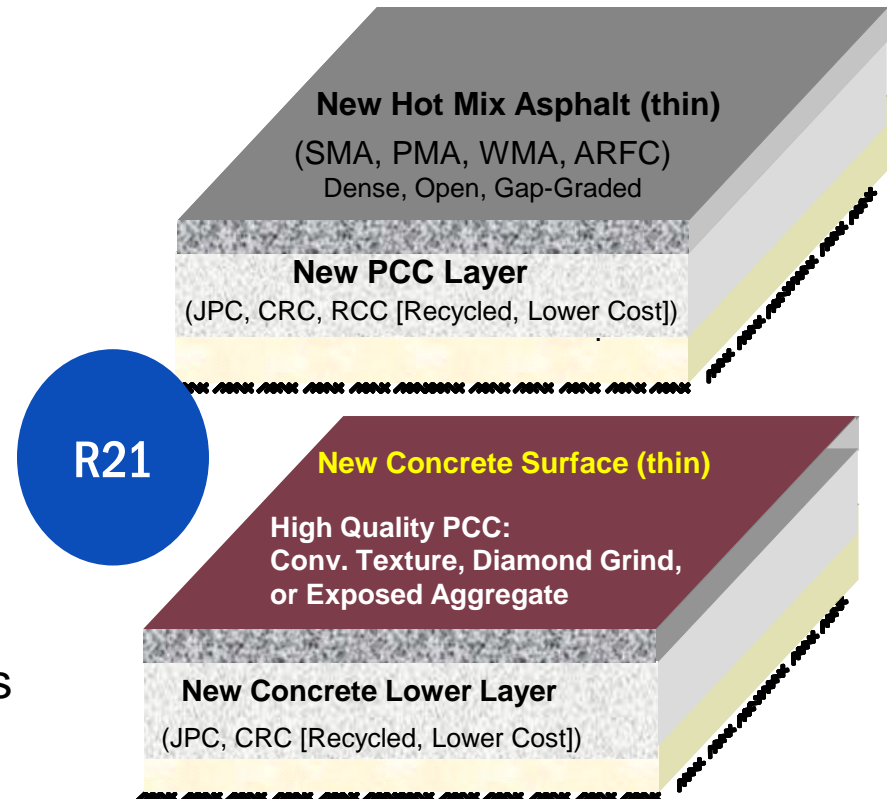 New Hot Mix Asphalt (thin)
(SMA, PMA, WMA, ARFC)
Dense, Open, Gap-Graded
New PCC Layer
(JPC, CRC, RCC [Recycled, Lower Cost])
R21
New Concrete Surface (thin)
High Quality PCC:
Conv. Texture, Diamond Grind,
or Exposed Aggregate
s
New Concrete Lower Layer
(JPC, CRC [Recycled, Lower Cost])